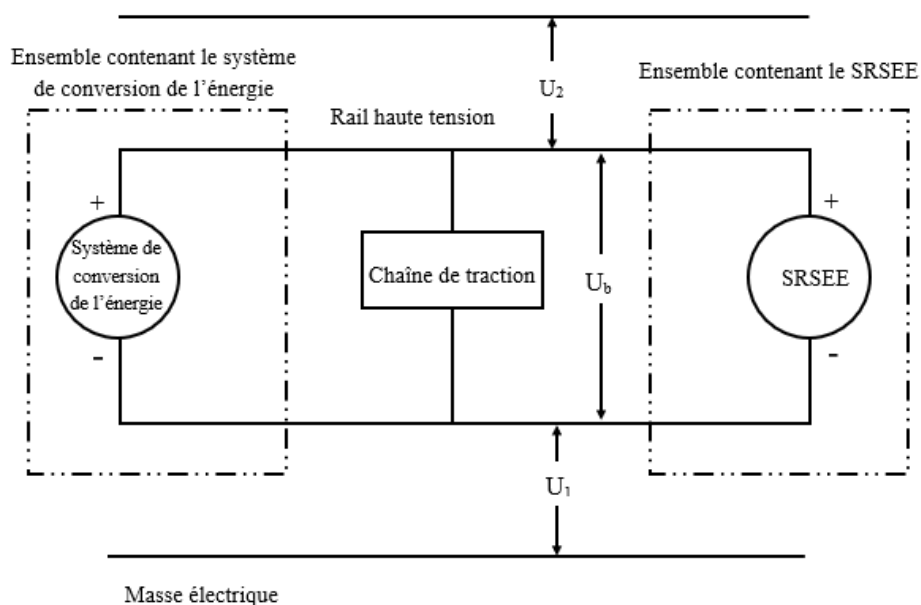 Ensemble contenant le système
de conversion de l’énergie
U₂
Ensemble contenant le SRSEE
Rail haute tension
+
+
Système de
conversion
de l’énergie
Chaîne de traction
U_b
SRSEE
-
-
U₁
Masse électrique